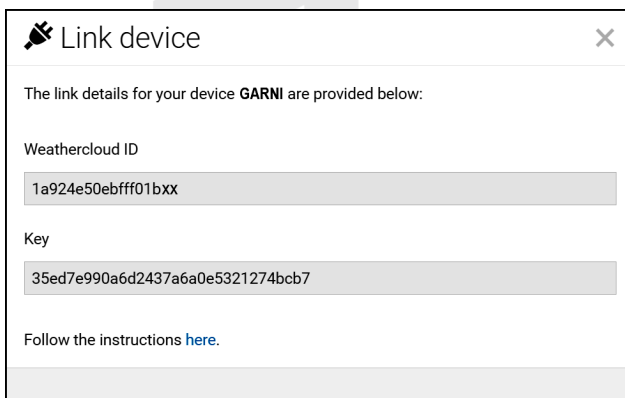 Link device
The link details for your device GARNI are provided below:
Weathercloud ID
1a924e50ebfff01bxx
Key
35ed7e990a6d2437a6a0e5321274bcb7
Follow the instructions here.